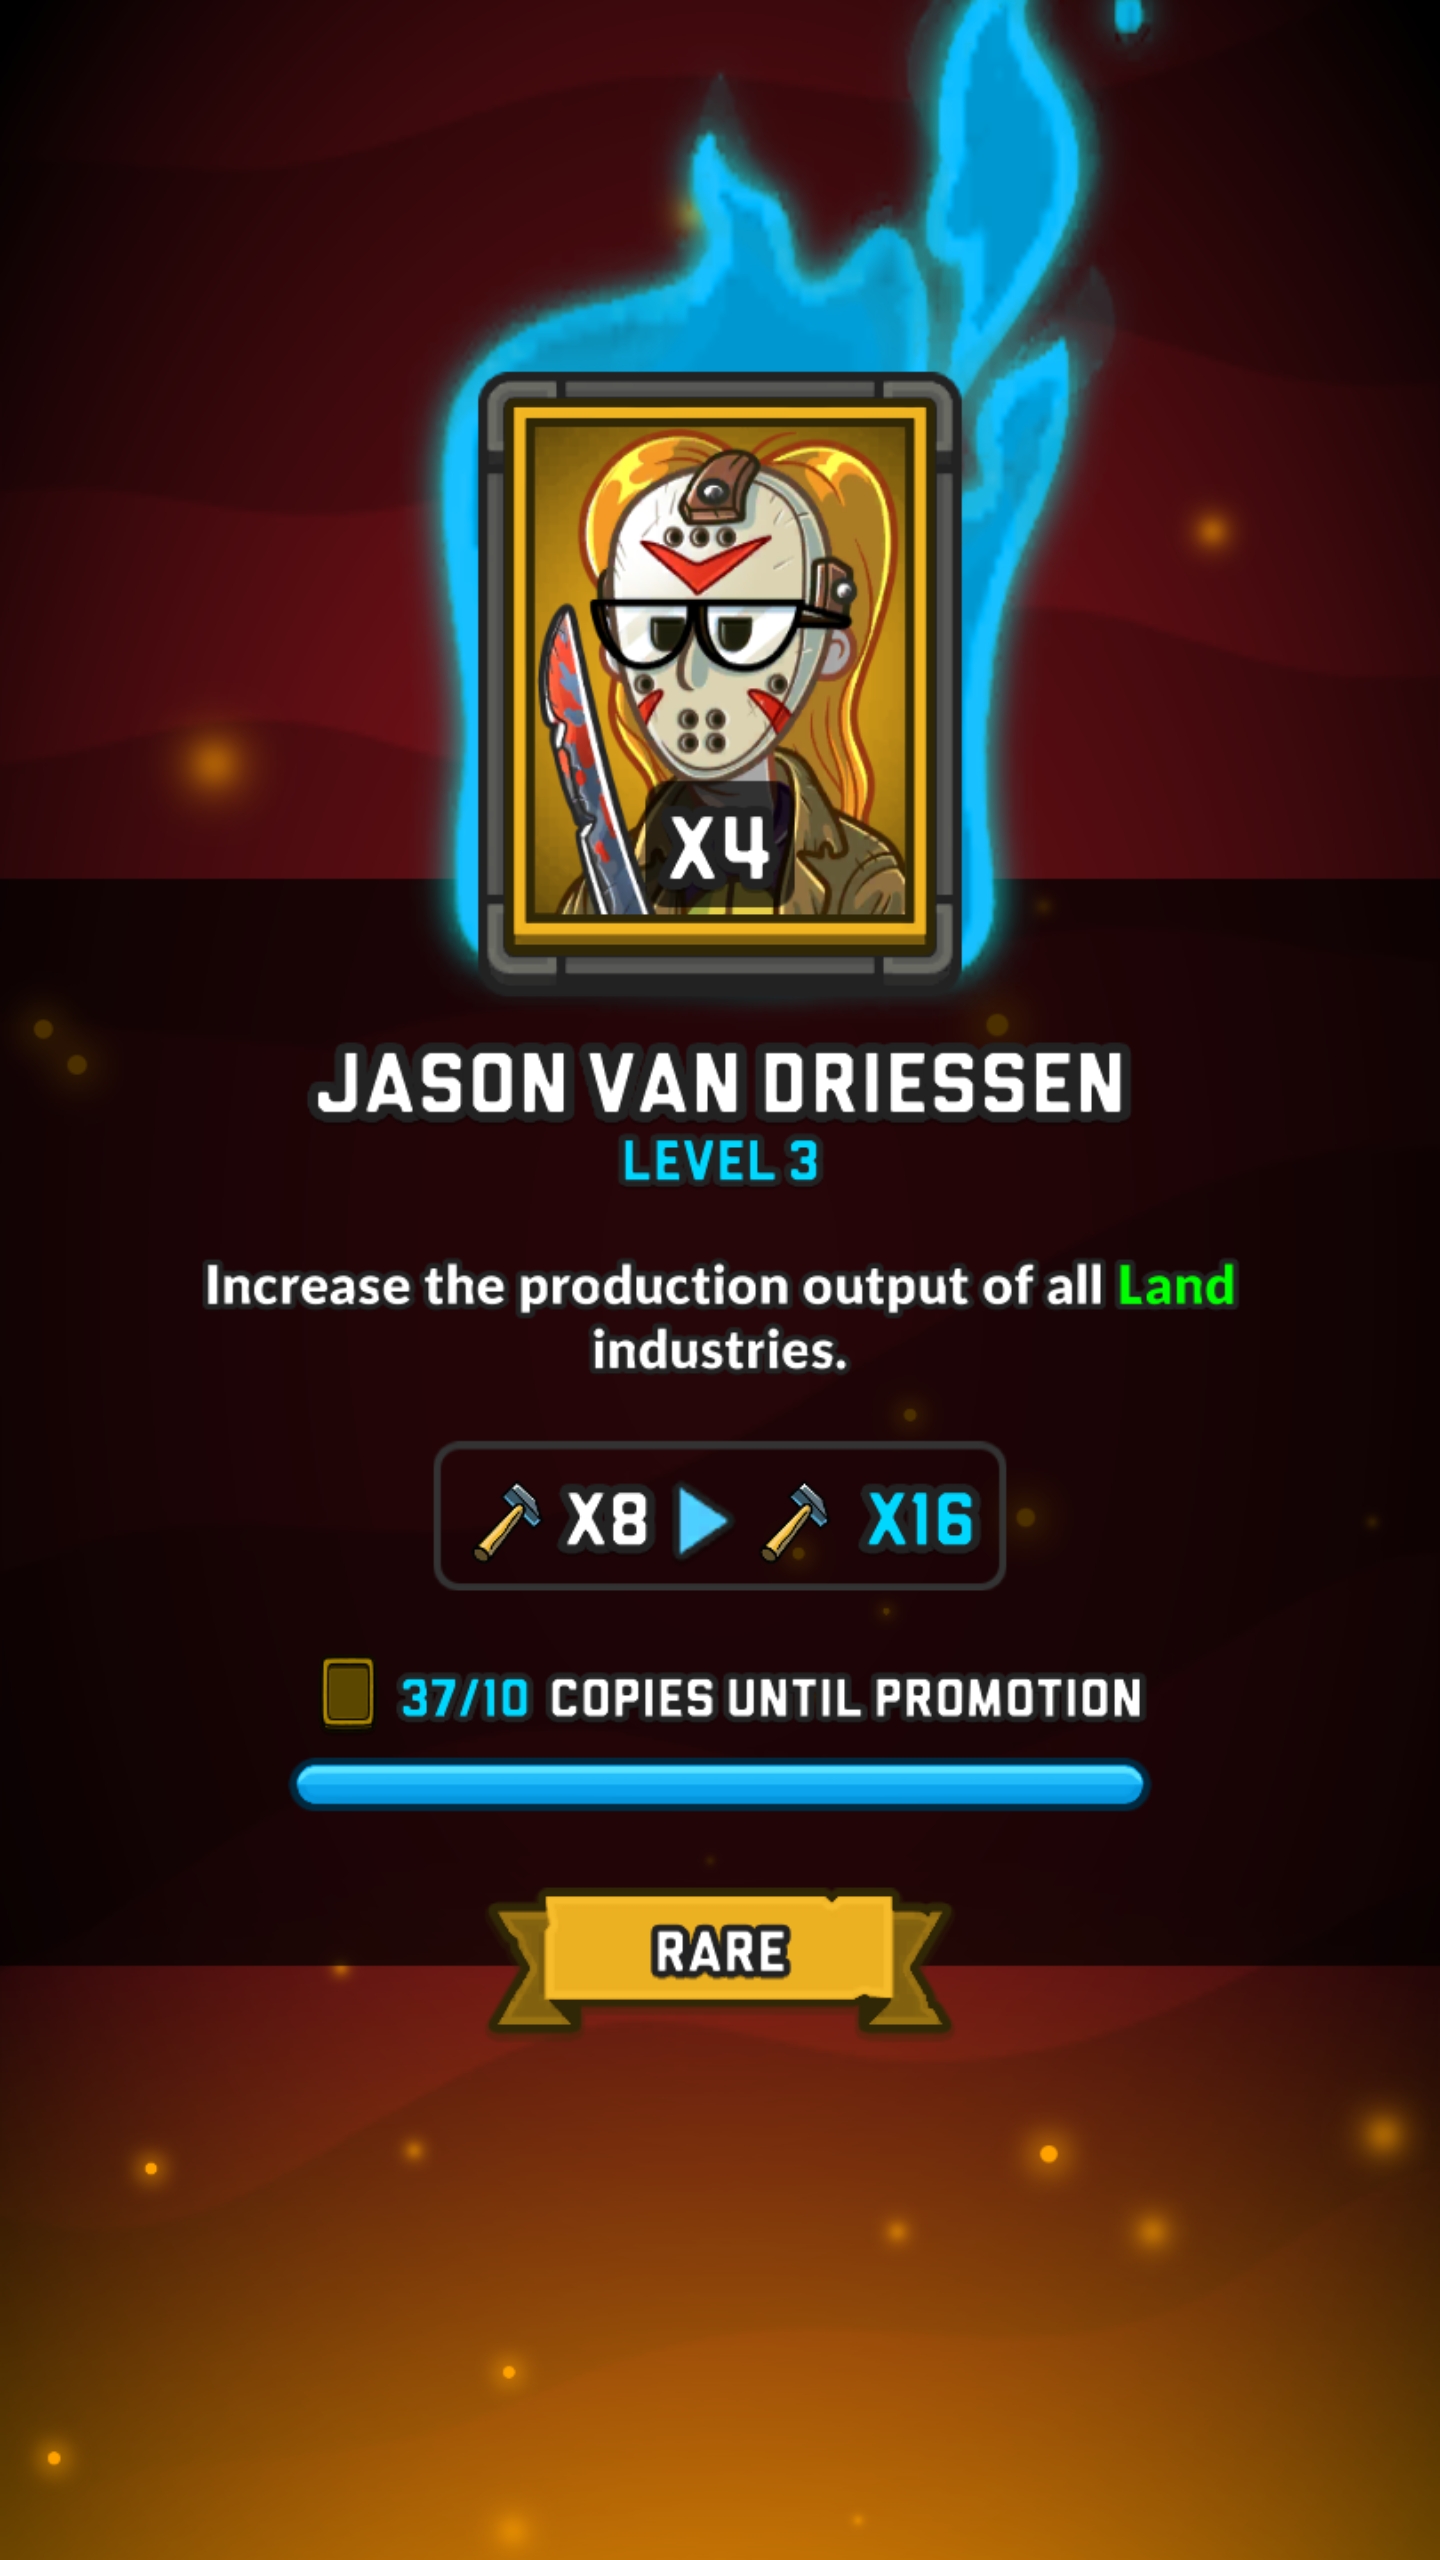 X4
JASON VAN DRIESSEN
LEVEL 3
Increase the production output of all Land
industries.
X8 X16
37/10 COPIES UNTIL PROMOTION
RARE